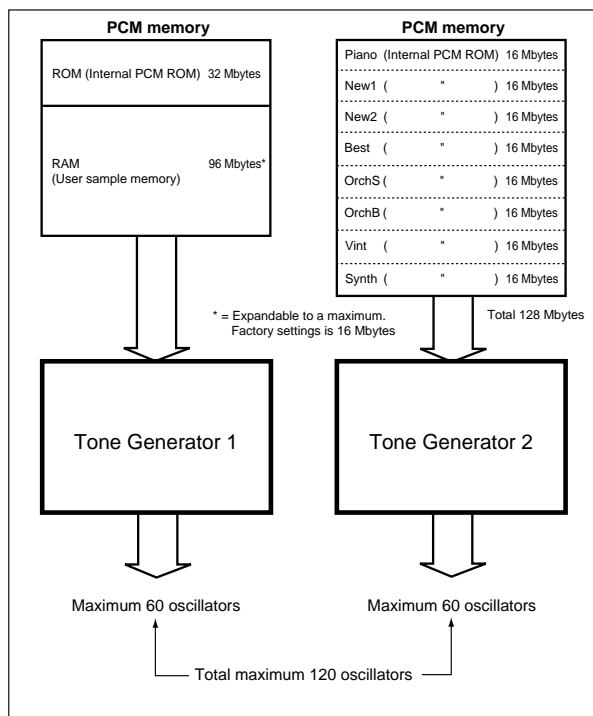 PCM memory
ROM (Internal PCM ROM) 32 Mbytes
RAM 96 Mbytes*
(User sample memory)
* = Expandable to a maximum.
Factory settings is 16 Mbytes
Tone Generator 1
Maximum 60 oscillators
PCM memory
Piano (Internal PCM ROM) 16 Mbytes
New1 ( " ) 16 Mbytes
New2 ( " ) 16 Mbytes
Best ( " ) 16 Mbytes
OrchS ( " ) 16 Mbytes
OrchB ( " ) 16 Mbytes
Vint ( " ) 16 Mbytes
Synth ( " ) 16 Mbytes
Total 128 Mbytes
Tone Generator 2
Maximum 60 oscillators
Total maximum 120 oscillators